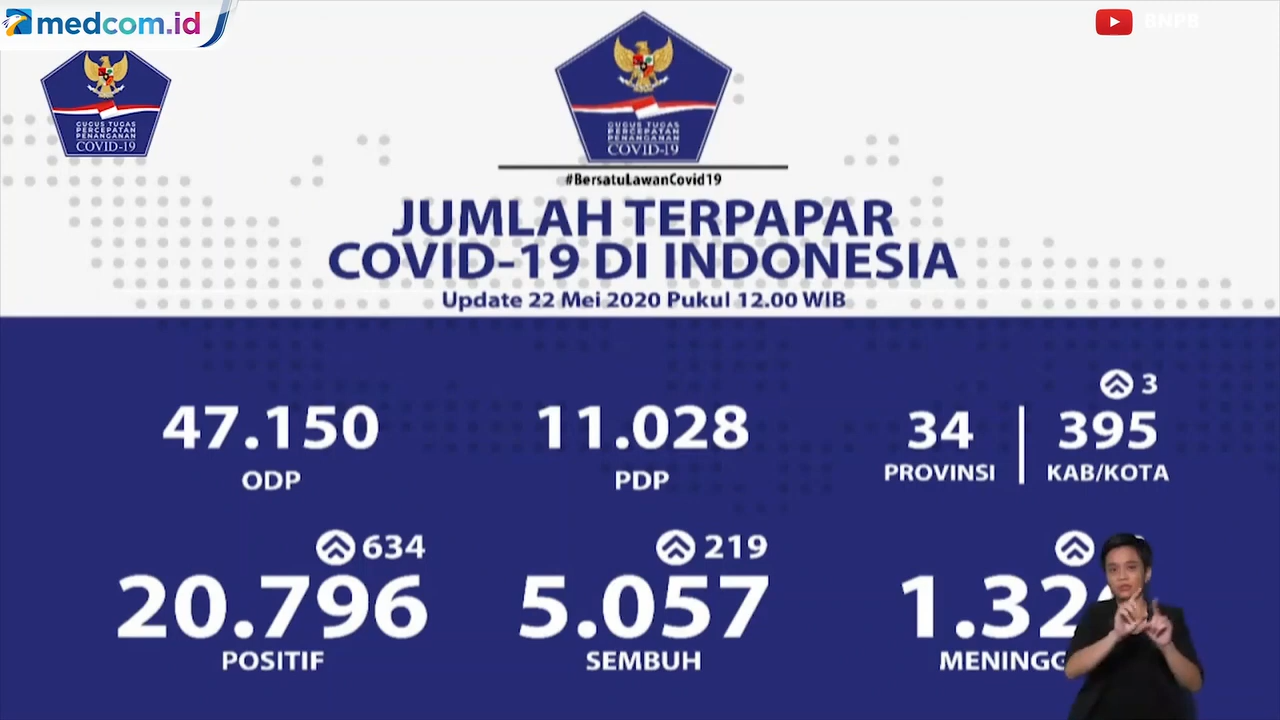 medcom.id
BNPB
GUGUS TUGAS
PERCEPATAN
PENANGANAN
COVID-19
GUGUS TUGAS
PERCEPATAN
PENANGANAN
COVID-19
#BersatuLawanCovid19
JUMLAH TERPAPAR
COVID-19 DI INDONESIA
Update 22 Mei 2020 Pukul 12.00 WIB
47.150
ODP
11.028
PDP
34
PROVINSI
3
395
KAB/KOTA
634
20.796
POSITIF
219
5.057
SEMBUH